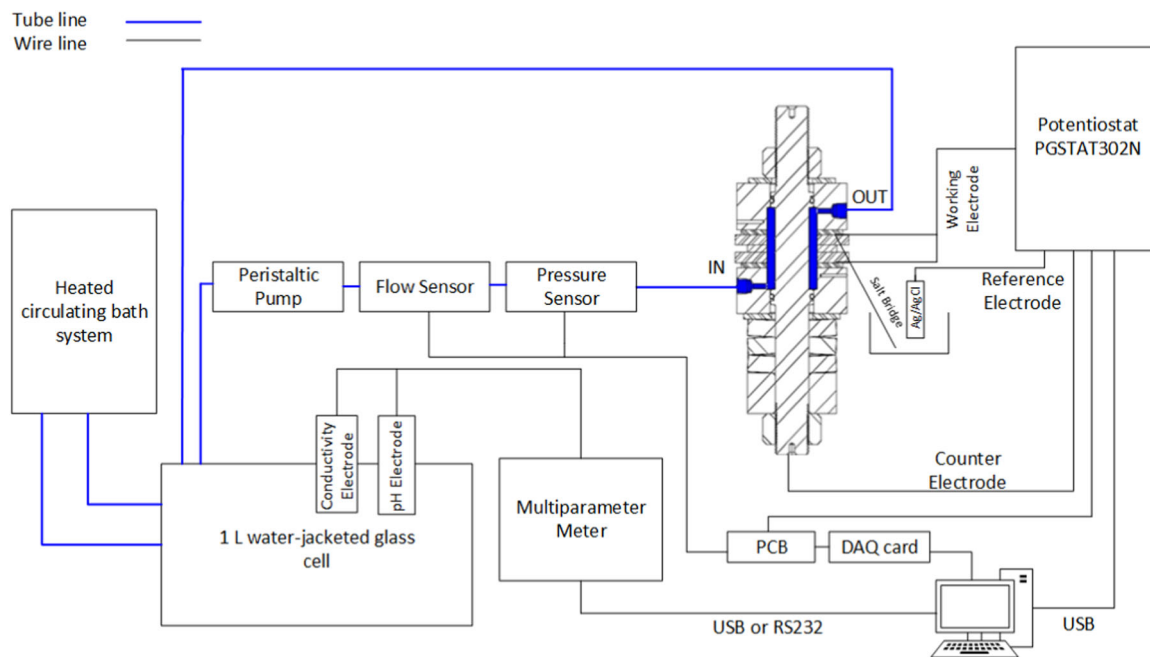 Tube line
Wire line
Potentiostat
PGSTAT302N
OUT
Working
Electrode
Heated
circulating bath
system
Peristaltic
Pump
Flow Sensor
Pressure
Sensor
IN
Salt Bridge
Ag/AgCl
Reference
Electrode
Conductivity
Electrode
pH Electrode
Counter
Electrode
Multiparameter
Meter
1 L water-jacketed glass
cell
PCB
DAQ card
USB or RS232
USB